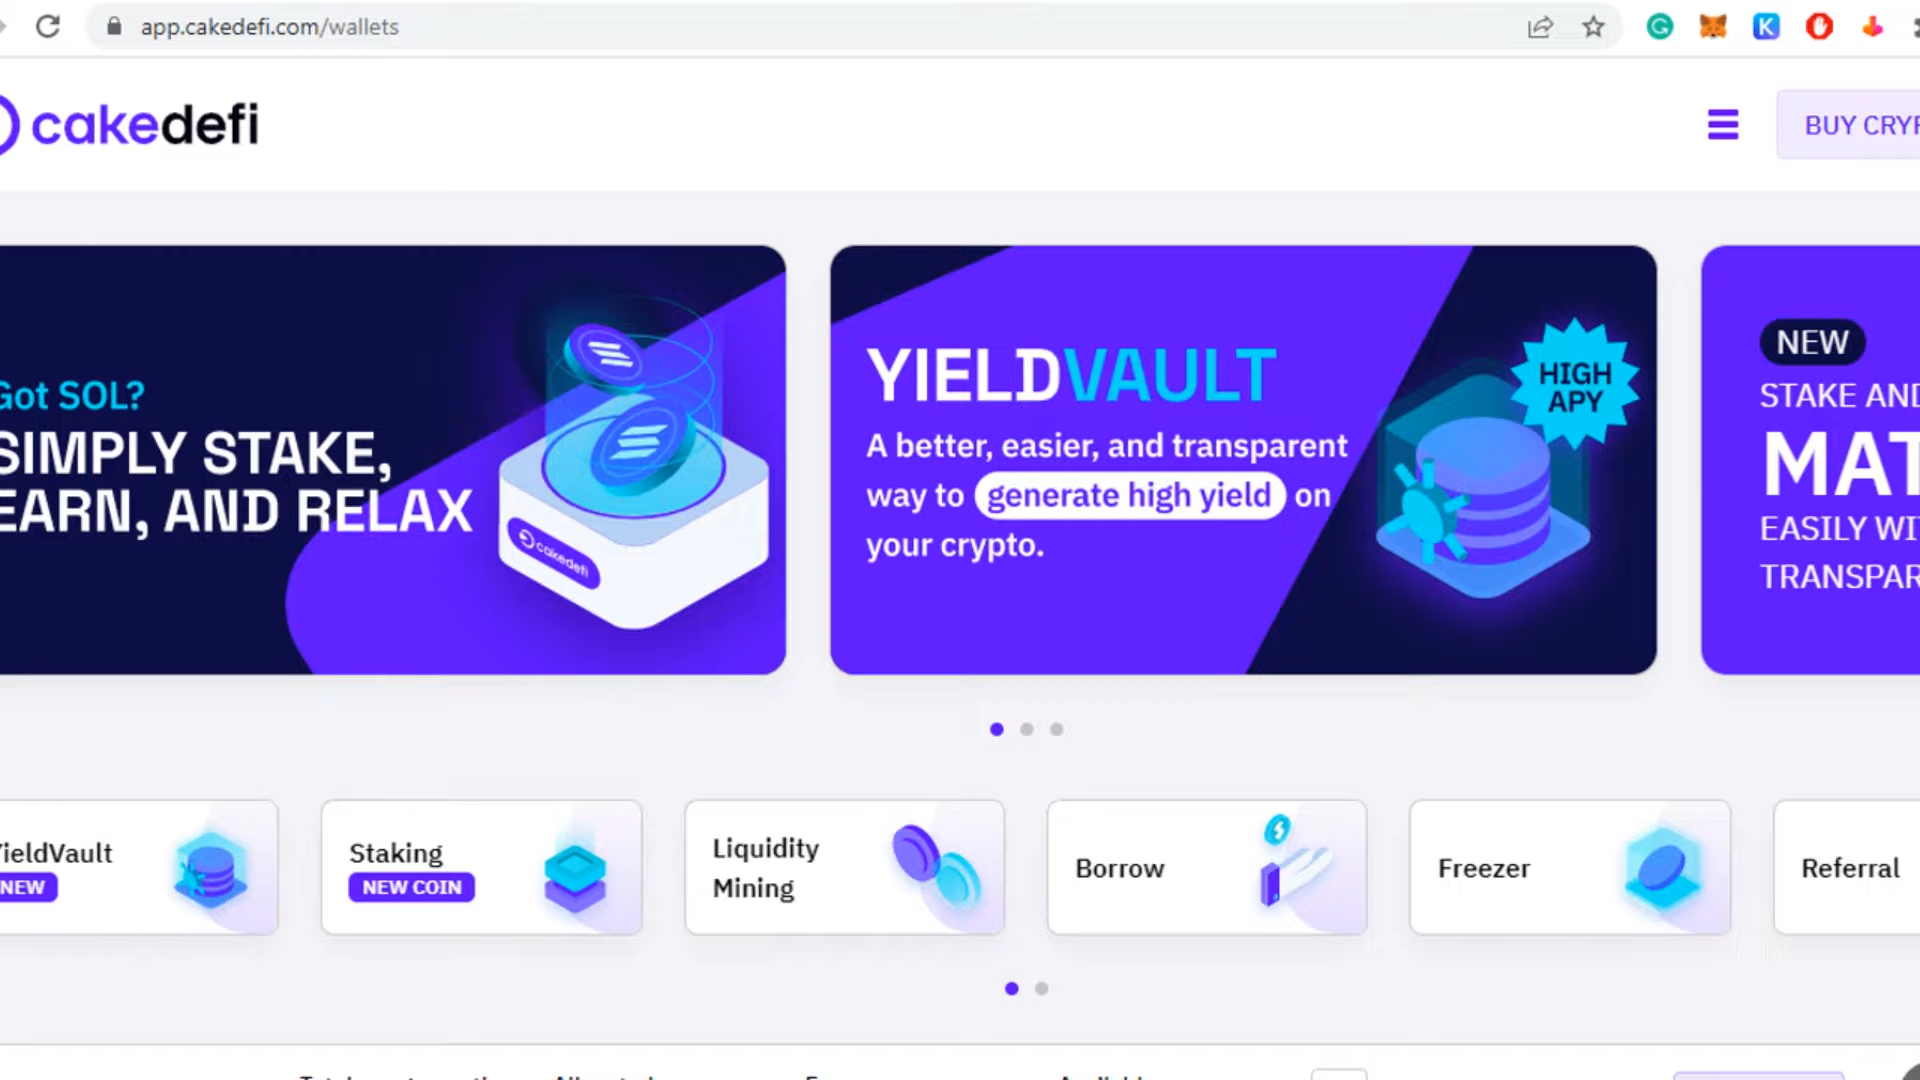 app.cakedefi.com/wallets
cakedefi
BUY CRYP
Got SOL?
SIMPLY STAKE,
EARN, AND RELAX
cakedefi
YIELDVAULT
A better, easier, and transparent
way to generate high yield on
your crypto.
HIGH
APY
NEW
STAKE AND
MAT
EASILY WI
TRANSPAR
YieldVault
NEW
Staking
NEW COIN
Liquidity
Mining
Borrow
Freezer
Referral